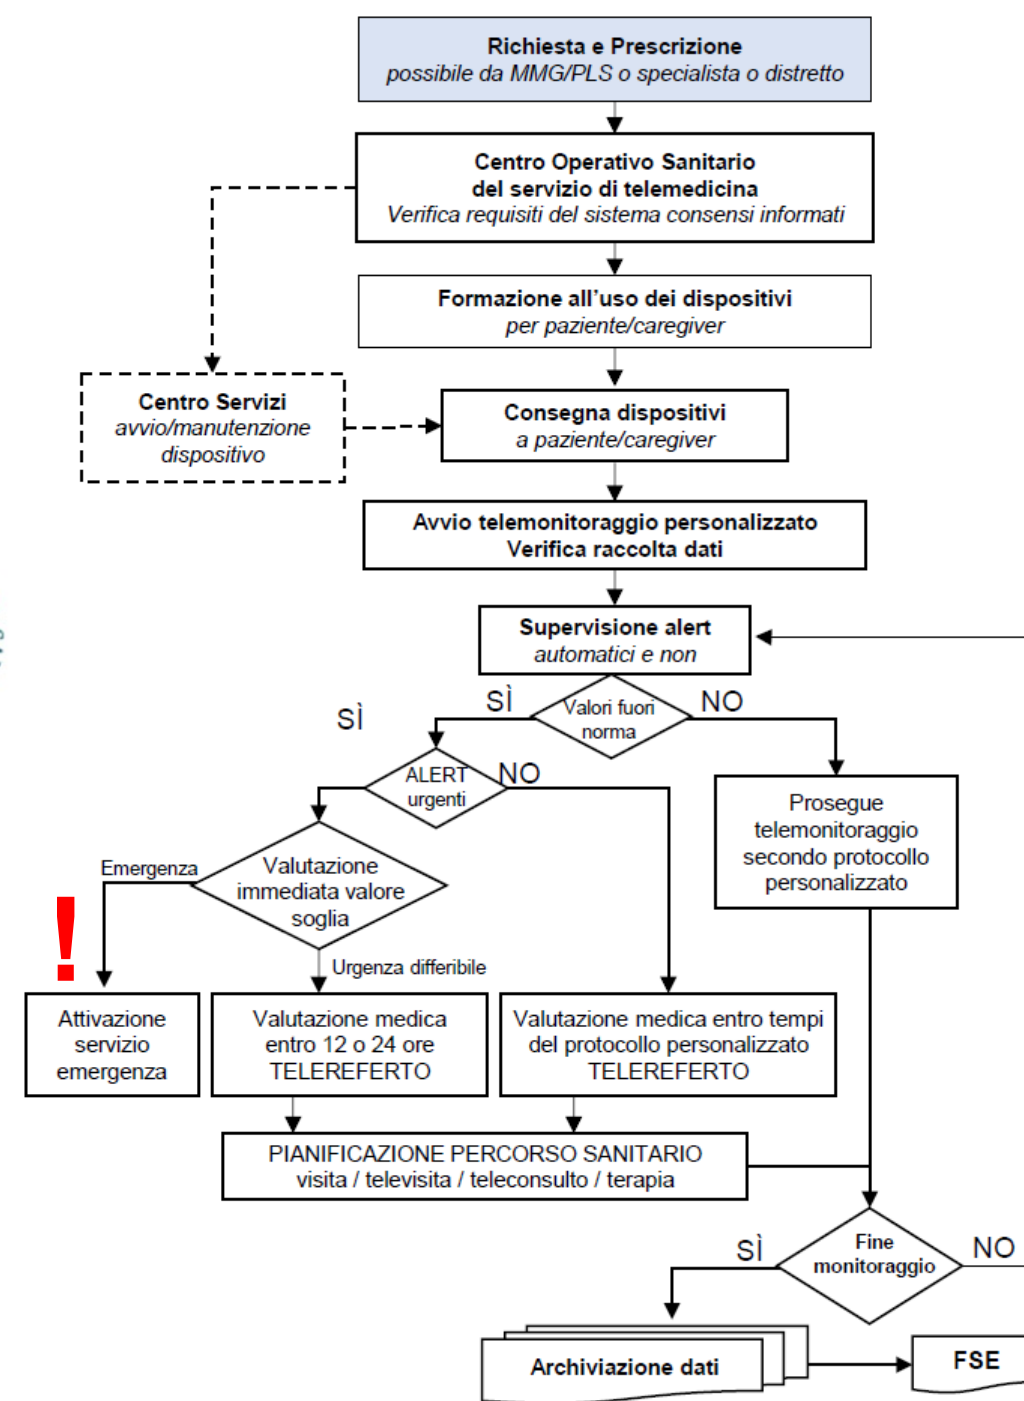 Richiesta e Prescrizione
possibile da MMG/PLS o specialista o distretto
Centro Operativo Sanitario
del servizio di telemedicina
Verifica requisiti del sistema consensi informati
Formazione all'uso dei dispositivi
per paziente/caregiver
Centro Servizi
avvio/manutenzione
dispositivo
Consegna dispositivi
a paziente/caregiver
Avvio telemonitoraggio personalizzato
Verifica raccolta dati
Supervisione alert
automatici e non
Valori fuori
norma
SÌ
NO
SÌ
ALERT
urgenti
NO
Prosegue
telemonitoraggio
secondo protocollo
personalizzato
Valutazione
immediata valore
soglia
Emergenza
!
Urgenza differibile
Attivazione
servizio
emergenza
Valutazione medica
entro 12 o 24 ore
TELEREFERTO
Valutazione medica entro tempi
del protocollo personalizzato
TELEREFERTO
PIANIFICAZIONE PERCORSO SANITARIO
visita / televisita / teleconsulto / terapia
Fine
monitoraggio
SÌ
NO
Archiviazione dati
FSE